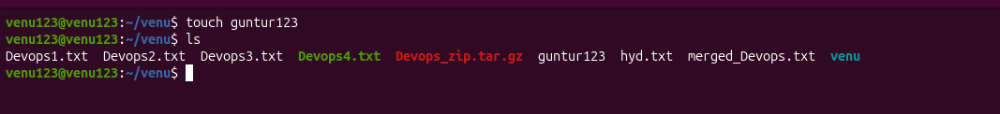 venu123@venu123:~/venu$ touch guntur123
venu123@venu123:~/venu$ ls
Devops1.txt  Devops2.txt  Devops3.txt  Devops4.txt  Devops_zip.tar.gz  guntur123  hyd.txt  merged_Devops.txt  venu
venu123@venu123:~/venu$